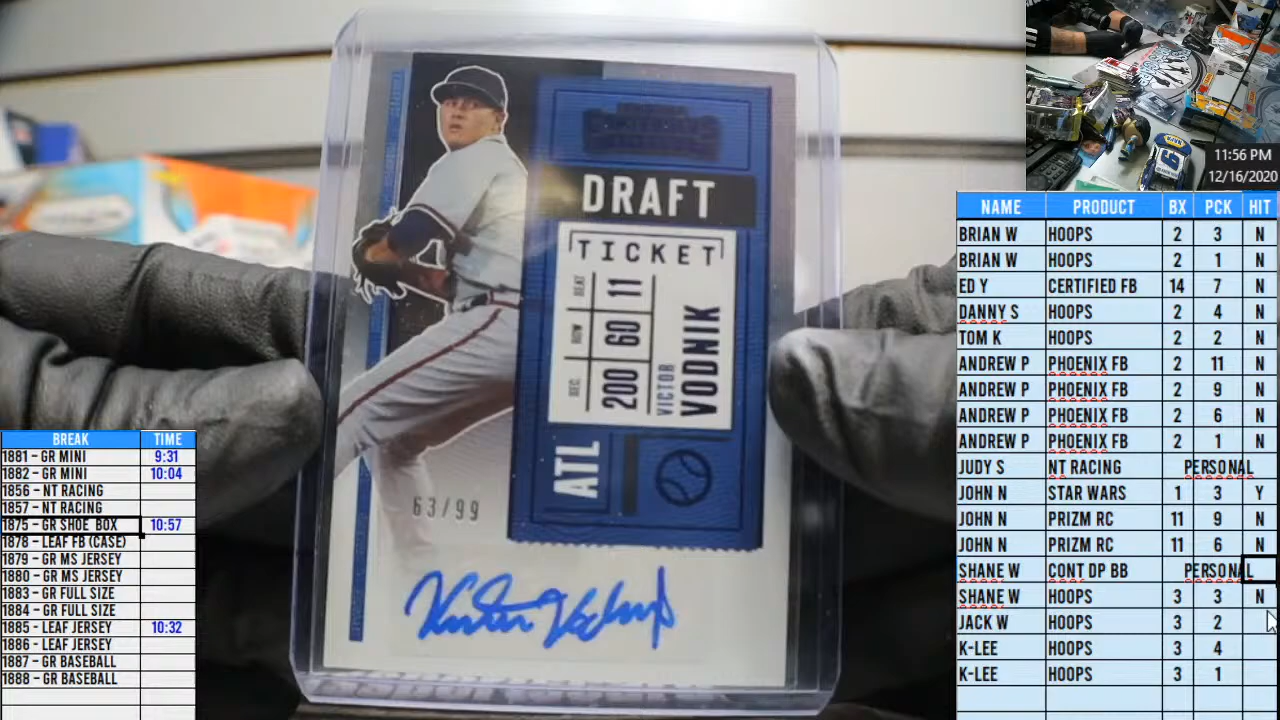 11:56 PM
12/16/2020
NAME PRODUCT BX PCK HIT
BRIAN W HOOPS 2 3 N
BRIAN W HOOPS 2 1 N
ED Y CERTIFIED FB 14 7 N
DANNY S HOOPS 2 4 N
TOM K HOOPS 2 2 N
ANDREW P PHOENIX FB 2 11 N
ANDREW P PHOENIX FB 2 9 N
ANDREW P PHOENIX FB 2 6 N
ANDREW P PHOENIX FB 2 1 N
JUDY S NT RACING PERSONAL
JOHN N STAR WARS 1 3 Y
JOHN N PRIZM RC 11 9 N
JOHN N PRIZM RC 11 6 N
SHANE W CONT DP BB PERSONAL
SHANE W HOOPS 3 3 N
JACK W HOOPS 3 2
K-LEE HOOPS 3 4
K-LEE HOOPS 3 1
DRAFT
TICKET
SEC. ROW SEAT
200 60 11
VICTOR
VODNIK
ATL
63/99
BREAK TIME
1881 - GR MINI 9:31
1882 - GR MINI 10:04
1856 - NT RACING
1857 - NT RACING
1875 - GR SHOE BOX 10:57
1878 - LEAF FB (CASE)
1879 - GR MS JERSEY
1880 - GR MS JERSEY
1883 - GR FULL SIZE
1884 - GR FULL SIZE
1885 - LEAF JERSEY 10:32
1886 - LEAF JERSEY
1887 - GR BASEBALL
1888 - GR BASEBALL